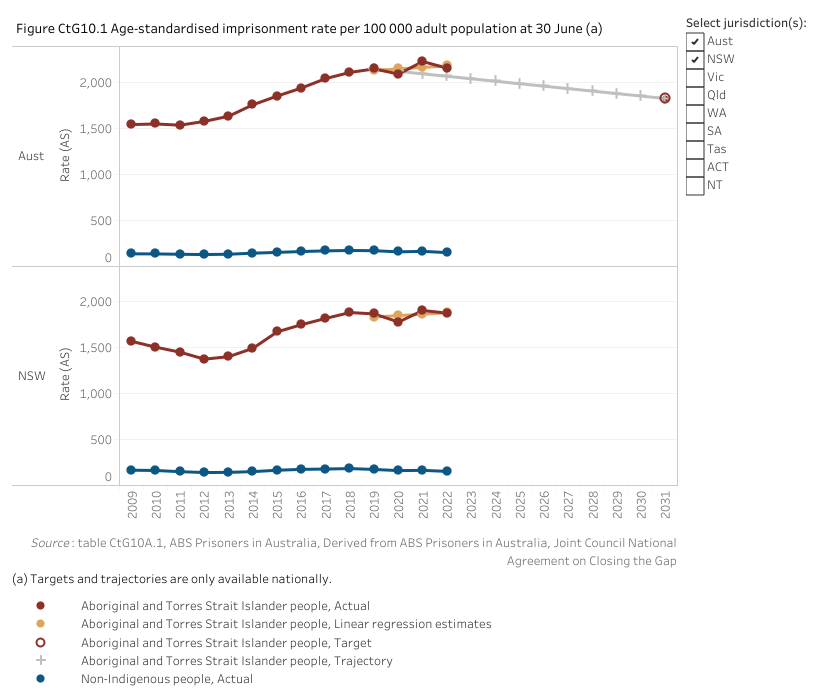 Figure CtG10.1 Age-standardised imprisonment rate per 100 000 adult population at 30 June (a)
Select jurisdiction(s):
Aust
NSW
Vic
Qld
WA
SA
Tas
ACT
NT
Aust
Rate (AS)
2,000
1,500
1,000
500
0
NSW
Rate (AS)
2,000
1,500
1,000
500
0
2009 2010 2011 2012 2013 2014 2015 2016 2017 2018 2019 2020 2021 2022 2023 2024 2025 2026 2027 2028 2029 2030 2031
Source: table CtG10A.1, ABS Prisoners in Australia, Derived from ABS Prisoners in Australia, Joint Council National
Agreement on Closing the Gap
(a) Targets and trajectories are only available nationally.
Aboriginal and Torres Strait Islander people, Actual
Aboriginal and Torres Strait Islander people, Linear regression estimates
Aboriginal and Torres Strait Islander people, Target
Aboriginal and Torres Strait Islander people, Trajectory
Non-Indigenous people, Actual